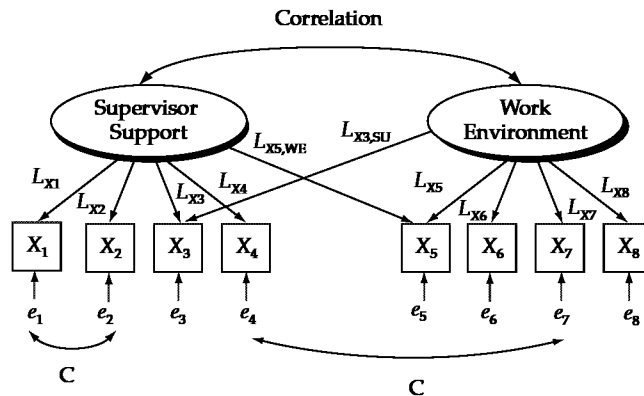 Correlation
Supervisor Support
Work Environment
L_X5,WE
L_X3,SU
L_X1
L_X2
L_X3
L_X4
L_X5
L_X6
L_X7
L_X8
X₁ X₂ X₃ X₄ X₅ X₆ X₇ X₈
e₁ e₂ e₃ e₄ e₅ e₆ e₇ e₈
C
C